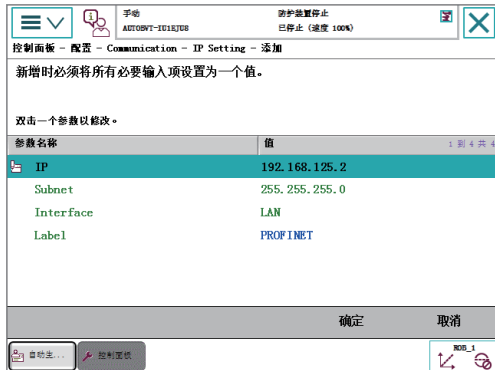 手动
防护装置停止
AUTOBVT-IU1EJU8
已停止（速度 100%）
控制面板 - 配置 - Communication - IP Setting - 添加
新增时必须将所有必要输入项设置为一个值。
双击一个参数以修改。
参数名称 值 1 到 4 共 4
IP 192.168.125.2
Subnet 255.255.255.0
Interface LAN
Label PROFINET
确定 取消
自动生... 控制面板 ROB_1